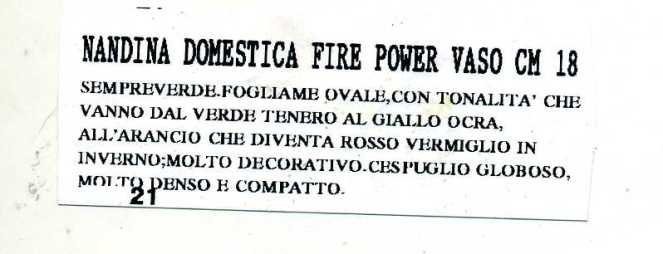 NANDINA DOMESTICA FIRE POWER VASO CM 18
SEMPREVERDE.FOGLIAME OVALE,CON TONALITA' CHE
VANNO DAL VERDE TENERO AL GIALLO OCRA,
ALL'ARANCIO CHE DIVENTA ROSSO VERMIGLIO IN
INVERNO;MOLTO DECORATIVO.CESPUGLIO GLOBOSO,
MOLTO DENSO E COMPATTO.
21